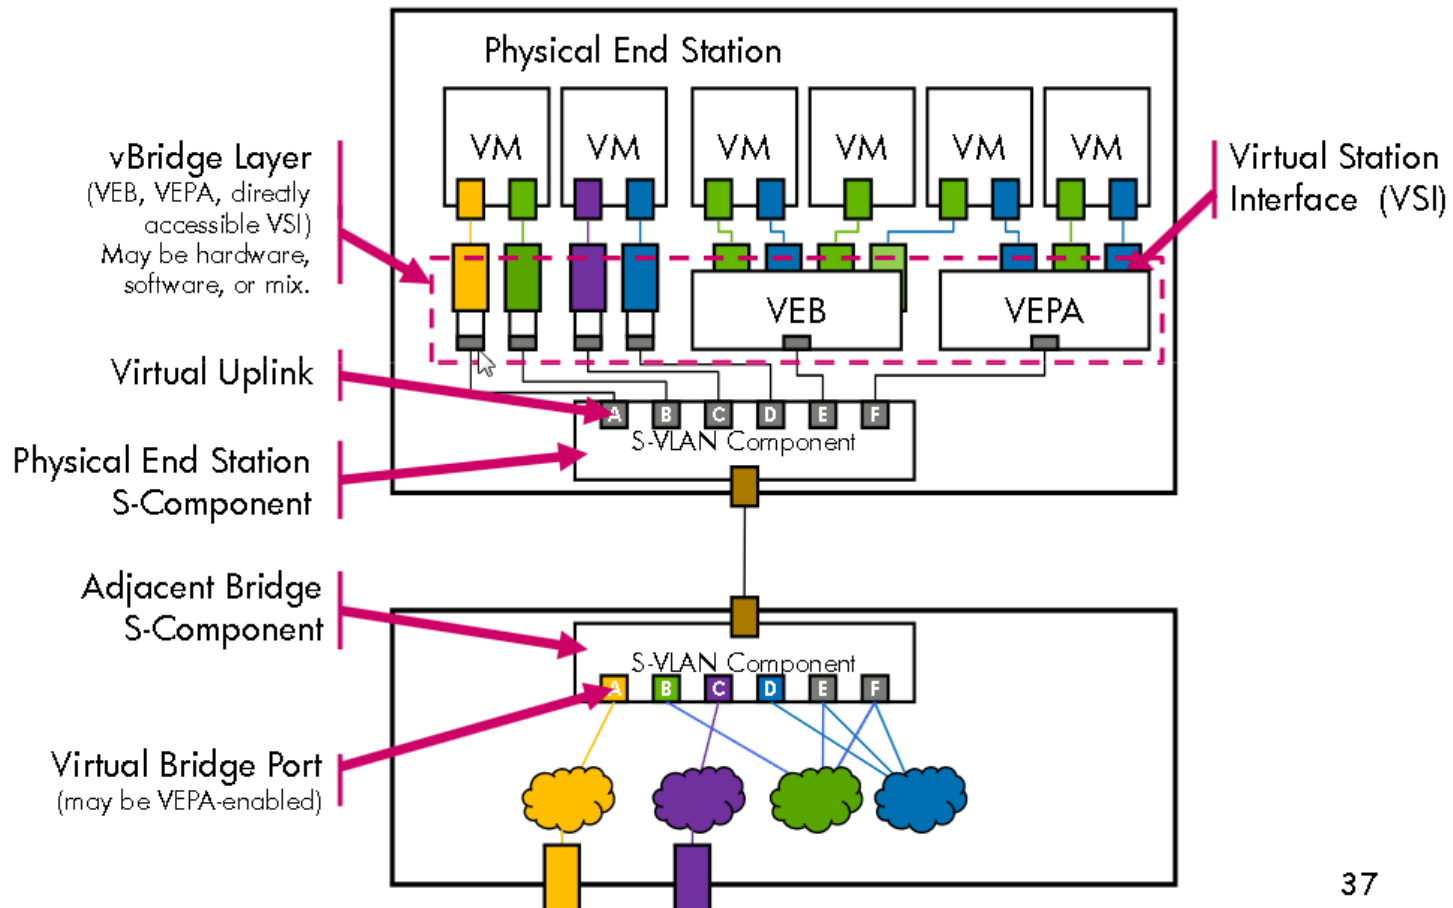 Physical End Station
VM
VM
VM
VM
VM
VM
vBridge Layer
(VEB, VEPA, directly
accessible VSI)
May be hardware,
software, or mix.
Virtual Station
Interface (VSI)
VEB
VEPA
Virtual Uplink
A
B
C
D
E
F
S-VLAN Component
Physical End Station
S-Component
Adjacent Bridge
S-Component
S-VLAN Component
A
B
C
D
E
F
Virtual Bridge Port
(may be VEPA-enabled)
37